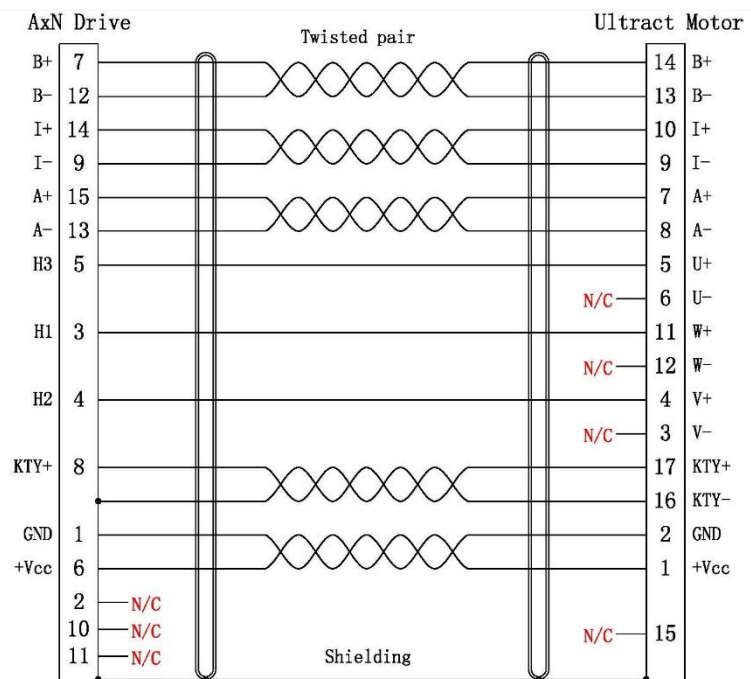 AxN Drive Twisted pair Ultract Motor
B+ 7 14 B+
B- 12 13 B-
I+ 14 10 I+
I- 9 9 I-
A+ 15 7 A+
A- 13 8 A-
H3 5 5 U+
N/C 6 U-
H1 3 11 W+
N/C 12 W-
H2 4 4 V+
N/C 3 V-
KTY+ 8 17 KTY+
16 KTY-
GND 1 2 GND
+Vcc 6 1 +Vcc
2 N/C
10 N/C N/C 15
11 N/C Shielding